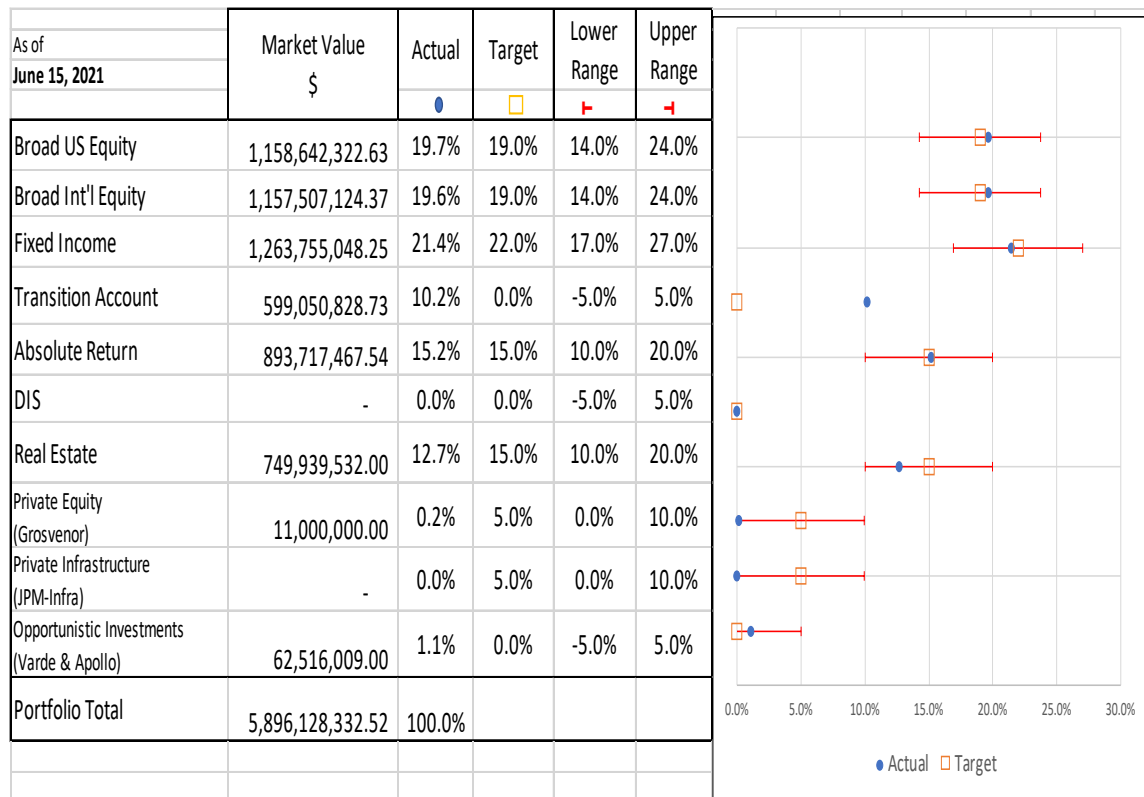 As of
June 15, 2021
Market Value
$
Actual
Target
Lower
Range
Upper
Range
Broad US Equity 1,158,642,322.63 19.7% 19.0% 14.0% 24.0%
Broad Int'l Equity 1,157,507,124.37 19.6% 19.0% 14.0% 24.0%
Fixed Income 1,263,755,048.25 21.4% 22.0% 17.0% 27.0%
Transition Account 599,050,828.73 10.2% 0.0% -5.0% 5.0%
Absolute Return 893,717,467.54 15.2% 15.0% 10.0% 20.0%
DIS - 0.0% 0.0% -5.0% 5.0%
Real Estate 749,939,532.00 12.7% 15.0% 10.0% 20.0%
Private Equity
(Grosvenor) 11,000,000.00 0.2% 5.0% 0.0% 10.0%
Private Infrastructure
(JPM-Infra) - 0.0% 5.0% 0.0% 10.0%
Opportunistic Investments
(Varde & Apollo) 62,516,009.00 1.1% 0.0% -5.0% 5.0%
Portfolio Total 5,896,128,332.52 100.0%
0.0% 5.0% 10.0% 15.0% 20.0% 25.0% 30.0%
Actual Target